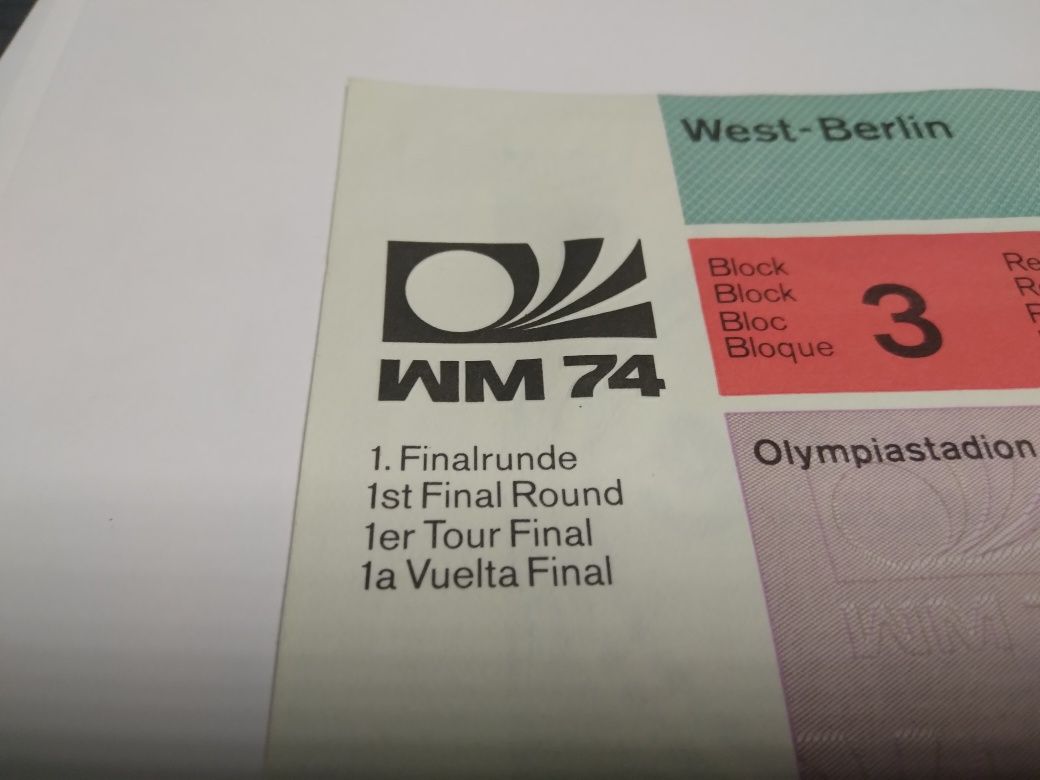 West-Berlin
WM 74
1. Finalrunde
1st Final Round
1er Tour Final
1a Vuelta Final
Block
Block
Bloc
Bloque
3
Olympiastadion